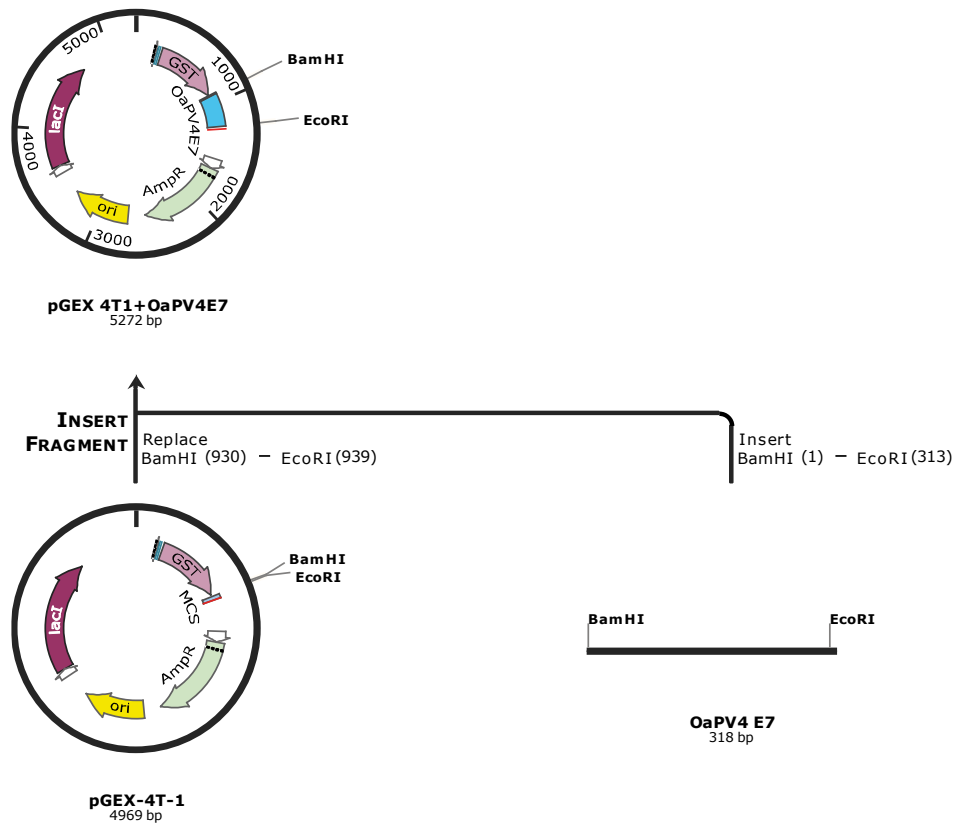 5000
1000
2000
3000
4000
GST
OaPV4E7
AmpR
ori
lacI
BamHI
EcoRI
pGEX 4T1+OaPV4E7
5272 bp
INSERT
FRAGMENT
Replace
BamHI (930) – EcoRI (939)
Insert
BamHI (1) – EcoRI (313)
GST
MCS
AmpR
ori
lacI
BamHI
EcoRI
pGEX-4T-1
4969 bp
BamHI
EcoRI
OaPV4 E7
318 bp